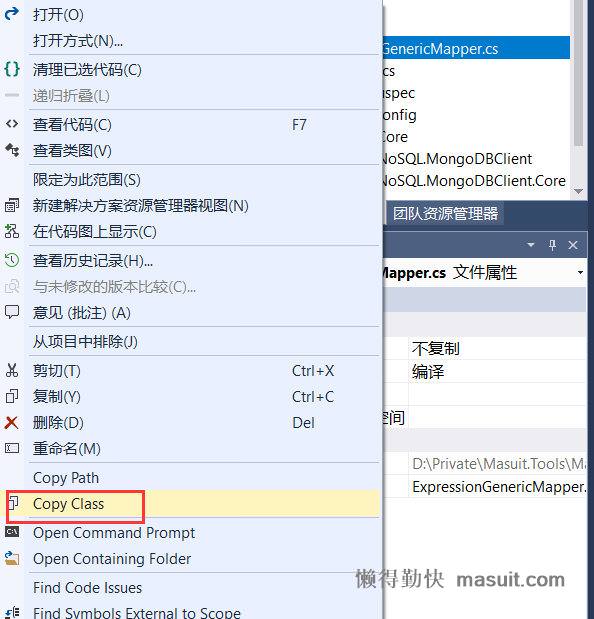 打开(O)
打开方式(N)...
清理已选代码(C)
递归折叠(L)
查看代码(C) F7
查看类图(V)
限定为此范围(S)
新建解决方案资源管理器视图(N)
在代码图上显示(C)
查看历史记录(H)...
与未修改的版本比较(C)...
意见 (批注) (A)
从项目中排除(J)
剪切(T) Ctrl+X
复制(Y) Ctrl+C
删除(D) Del
重命名(M)
Copy Path
Copy Class
Open Command Prompt
Open Containing Folder
Find Code Issues
Find Symbols External to Scope
GenericMapper.cs
cs
uspec
onfig
Core
NoSQL.MongoDBClient
NoSQL.MongoDBClient.Core
团队资源管理器
Mapper.cs 文件属性
不复制
编译
空间
D:\Private\Masuit.Tools\Ma
ExpressionGenericMapper.
懒得勤快 masuit.com